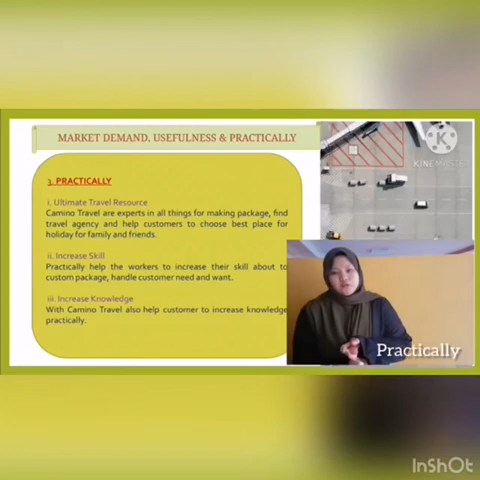 MARKET DEMAND, USEFULNESS & PRACTICALLY
KINEMASTER
3. PRACTICALLY
i. Ultimate Travel Resource
Camino Travel are experts in all things for making package, find
travel agency and help customers to choose best place for
holiday for family and friends.
ii. Increase Skill
Practically help the workers to increase their skill about to
custom package, handle customer need and want.
iii. Increase Knowledge
With Camino Travel also help customer to increase knowledge
practically.
Practically
InShOt